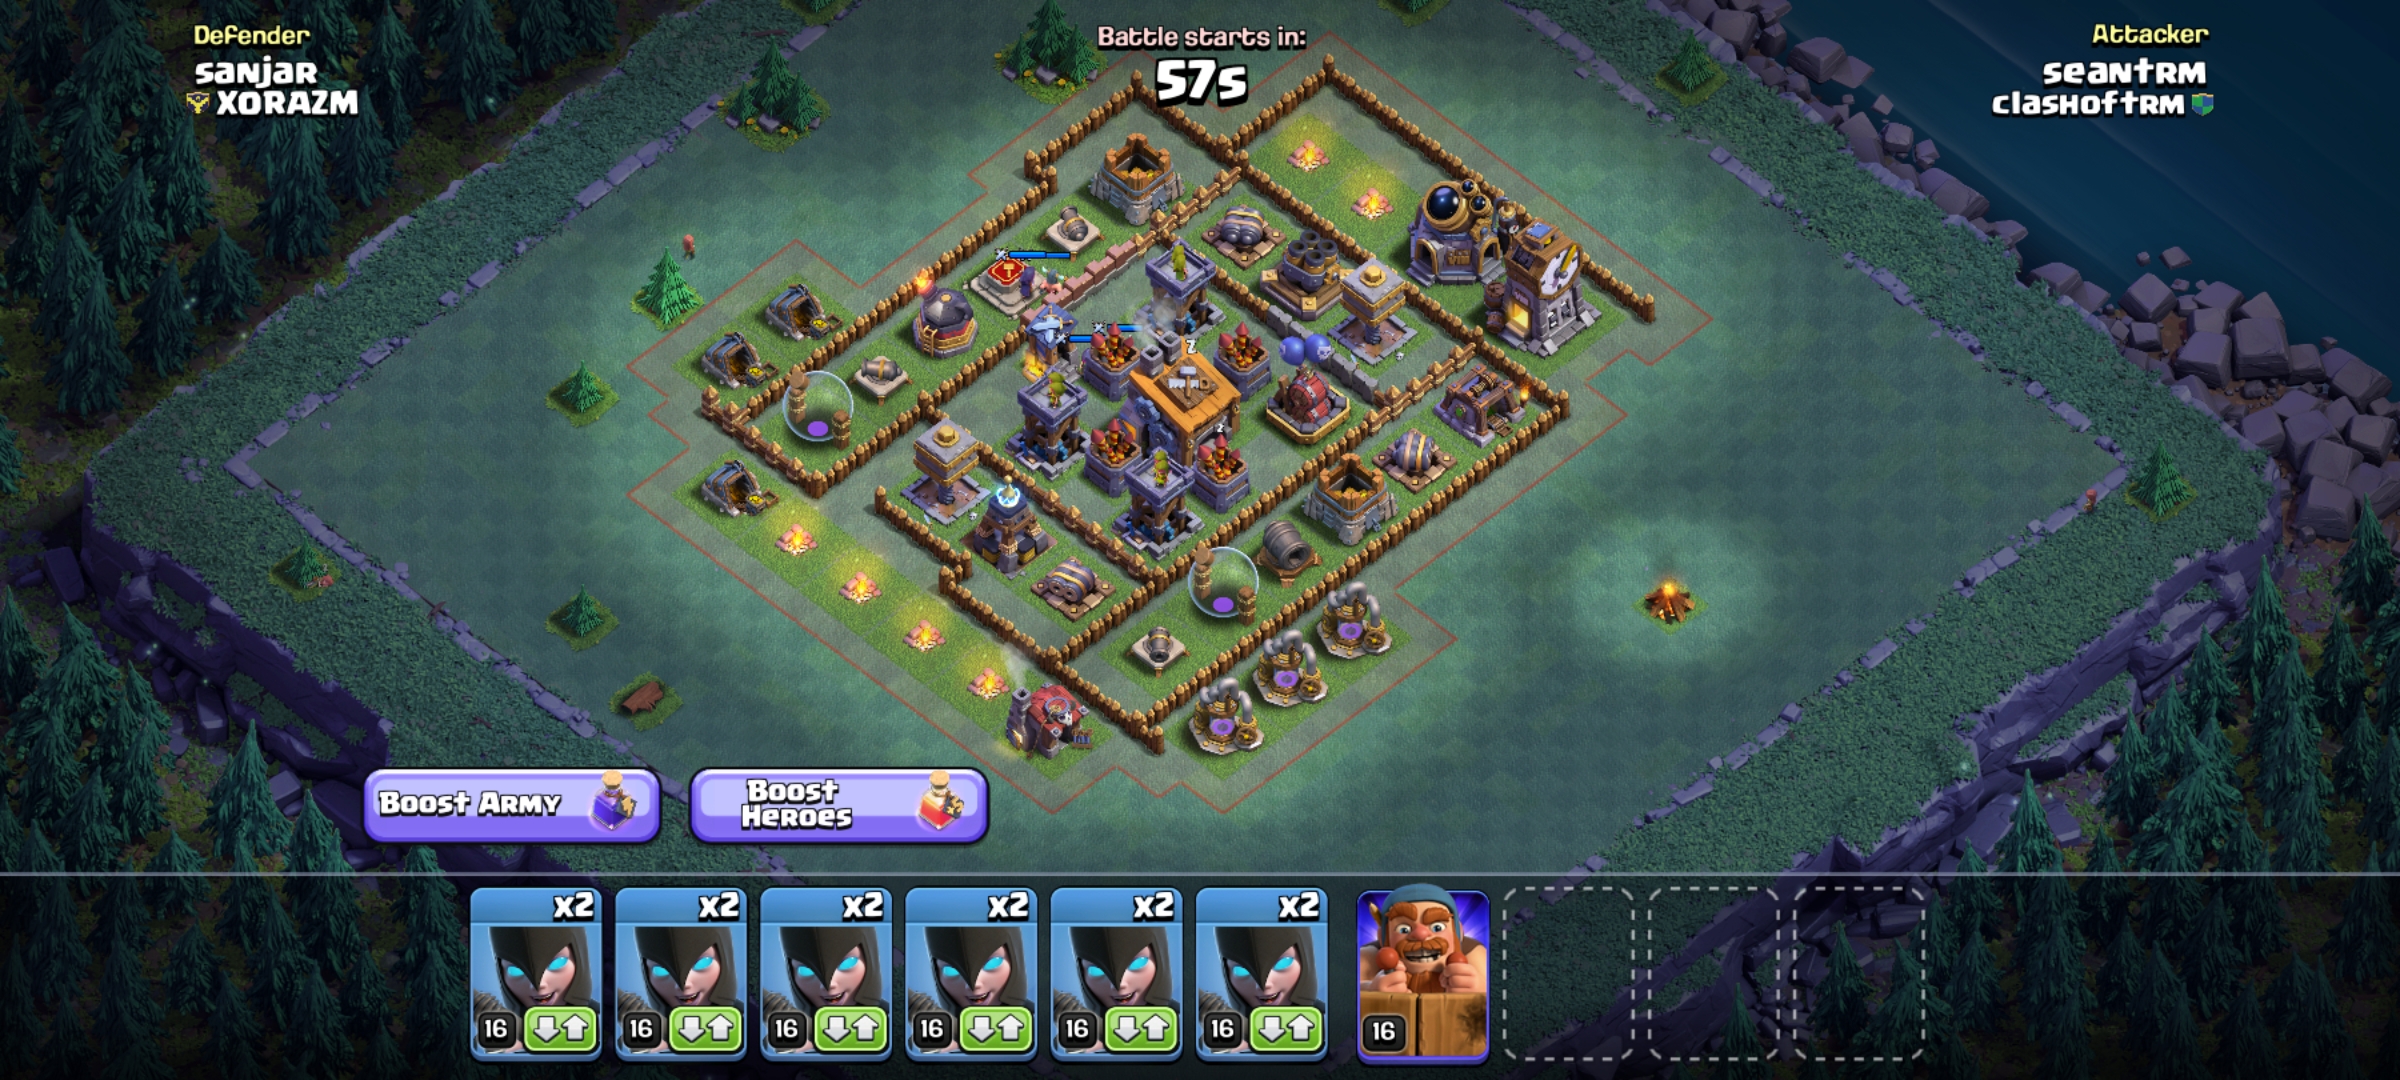 Defender
sanjar
XORAZM
Battle starts in:
57s
Attacker
seantRM
clashoftRM
Boost Army
Boost
Heroes
x2
x2
x2
x2
x2
x2
16
16
16
16
16
16
16